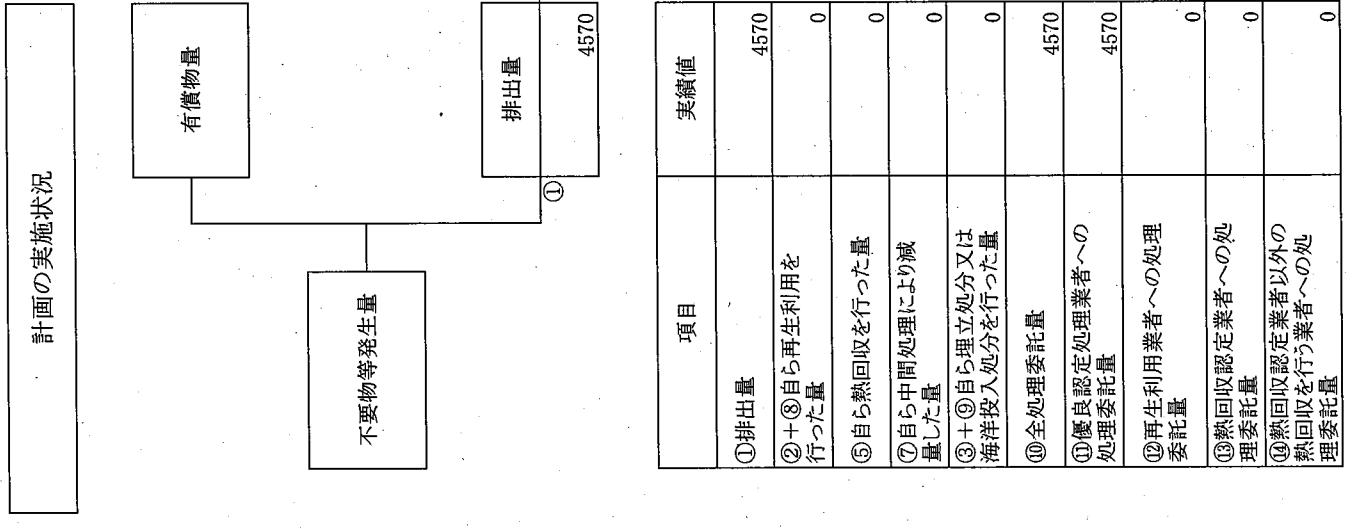 計画の実施状況
有償物量
不要物等発生量
排出量
①
4570
項目
実績値
①排出量
4570
②+⑧自ら再生利用を
行った量
0
⑤自ら熱回収を行った量
0
⑦自ら中間処理により減
量した量
0
③+⑨自ら埋立処分又は
海洋投入処分を行った量
0
⑩全処理委託量
4570
⑪優良認定処理業者への
処理委託量
4570
⑫再生利用業者への処理
委託量
0
⑬熱回収認定業者への処
理委託量
0
⑭熱回収認定業者以外の
熱回収を行う業者への処
理委託量
0